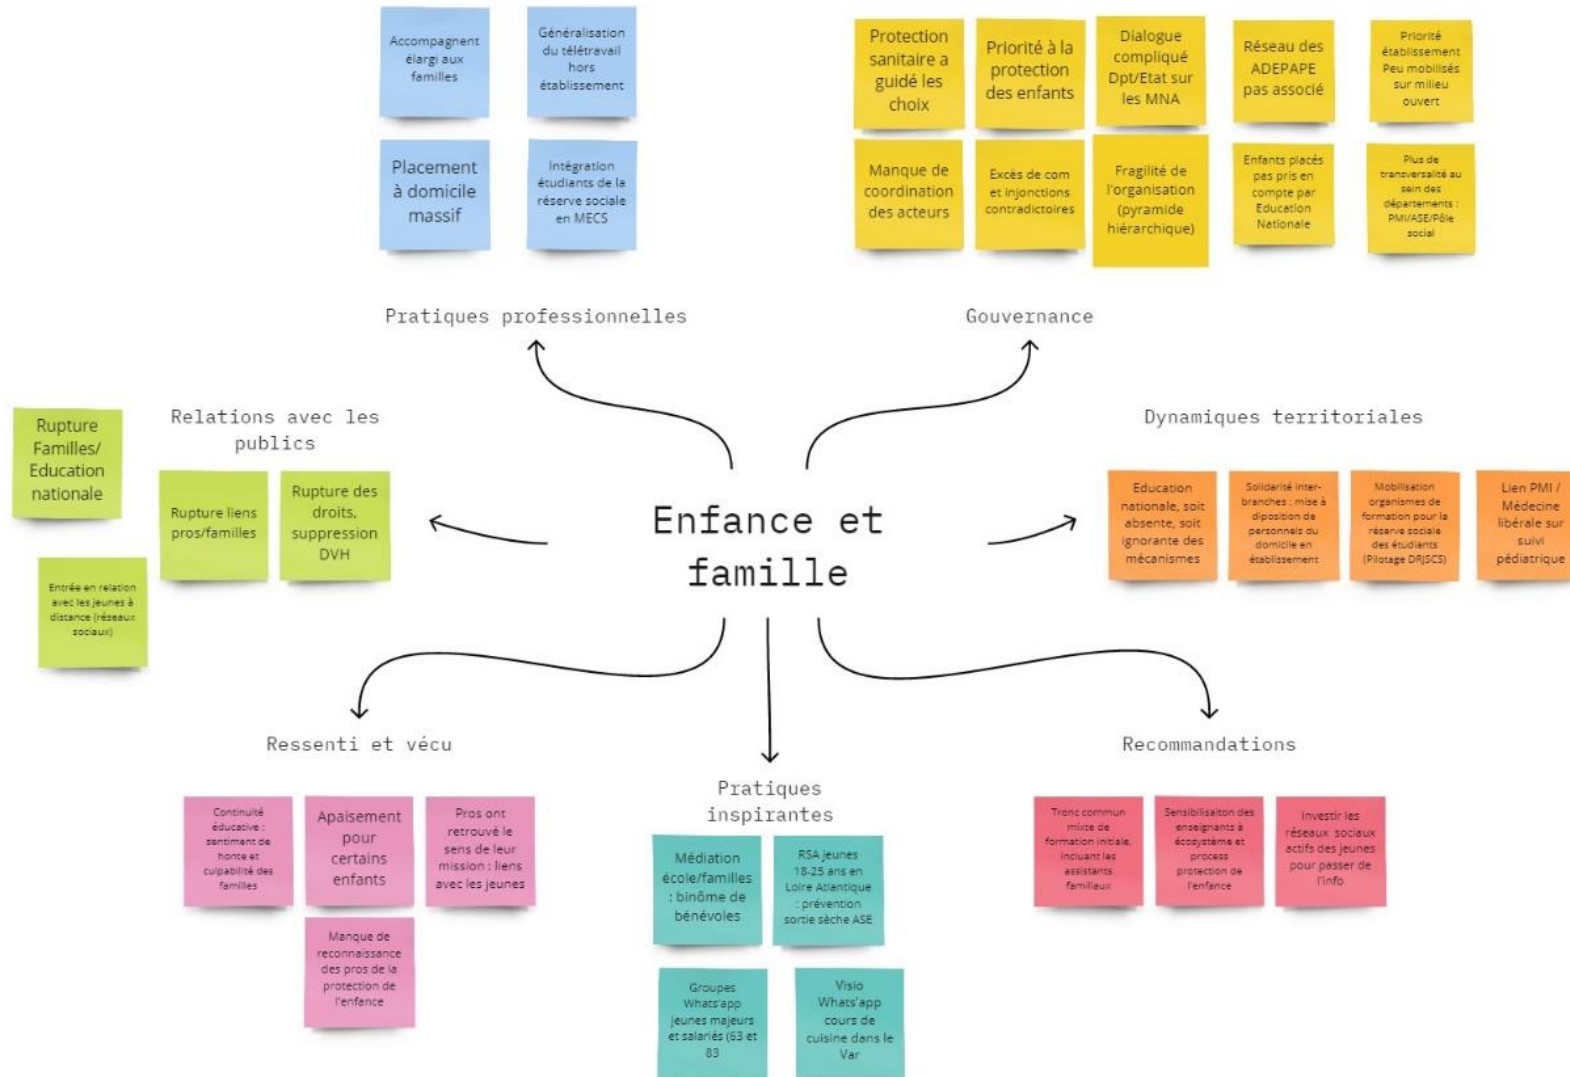 Accompagnent
élargi aux
familles
Généralisation
du télétravail
hors
établissement
Placement
à domicile
massif
Intégration
étudiants de la
réserve sociale
en MECS
Pratiques professionnelles
Protection
sanitaire a
guidé les
choix
Priorité à la
protection
des enfants
Dialogue
compliqué
Dpt/Etat sur
les MNA
Réseau des
ADEPAPE
pas associé
Priorité
établissement
Peu mobilisés
sur milieu
ouvert
Manque de
coordination
des acteurs
Excès de com
et injonctions
contradictoires
Fragilité de
l'organisation
(pyramide
hiérarchique)
Enfants placés
pas pris en
compte par
Education
Nationale
Plus de
transversalité au
sein des
départements :
PMI/ASE/Pôle
social
Gouvernance
Relations avec les
publics
Rupture
Familles/
Education
nationale
Rupture liens
pros/familles
Rupture des
droits,
suppression
DVH
Entrée en relation
avec les jeunes à
distance (réseaux
sociaux)
Enfance et
famille
Dynamiques territoriales
Education
nationale, soit
absente, soit
ignorante des
mécanismes
Solidarité inter-
branches : mise à
diposition de
personnels du
domicile en
établissement
Mobilisation
organismes de
formation pour la
réserve sociale
des étudiants
(Pilotage DRJSCS)
Lien PMI /
Médecine
libérale sur
suivi
pédiatrique
Ressenti et vécu
Continuité
éducative :
sentiment de
honte et
culpabilité des
familles
Apaisement
pour
certains
enfants
Pros ont
retrouvé le
sens de leur
mission : liens
avec les jeunes
Manque de
reconnaissance
des pros de la
protection de
l'enfance
Pratiques
inspirantes
Médiation
école/familles
: binôme de
bénévoles
RSA jeunes
18-25 ans en
Loire Atlantique
: prévention
sortie sèche ASE
Groupes
Whats'app
jeunes majeurs
et salariés (63 et
83
Visio
Whats'app
cours de
cuisine dans le
Var
Recommandations
Tronc commun
mixte de
formation initiale,
incluant les
assistants
familiaux
Sensibilisaiton des
enseignants à
écosystème et
process
protection de
l'enfance
Investir les
réseaux sociaux
actifs des jeunes
pour passer de
l'info